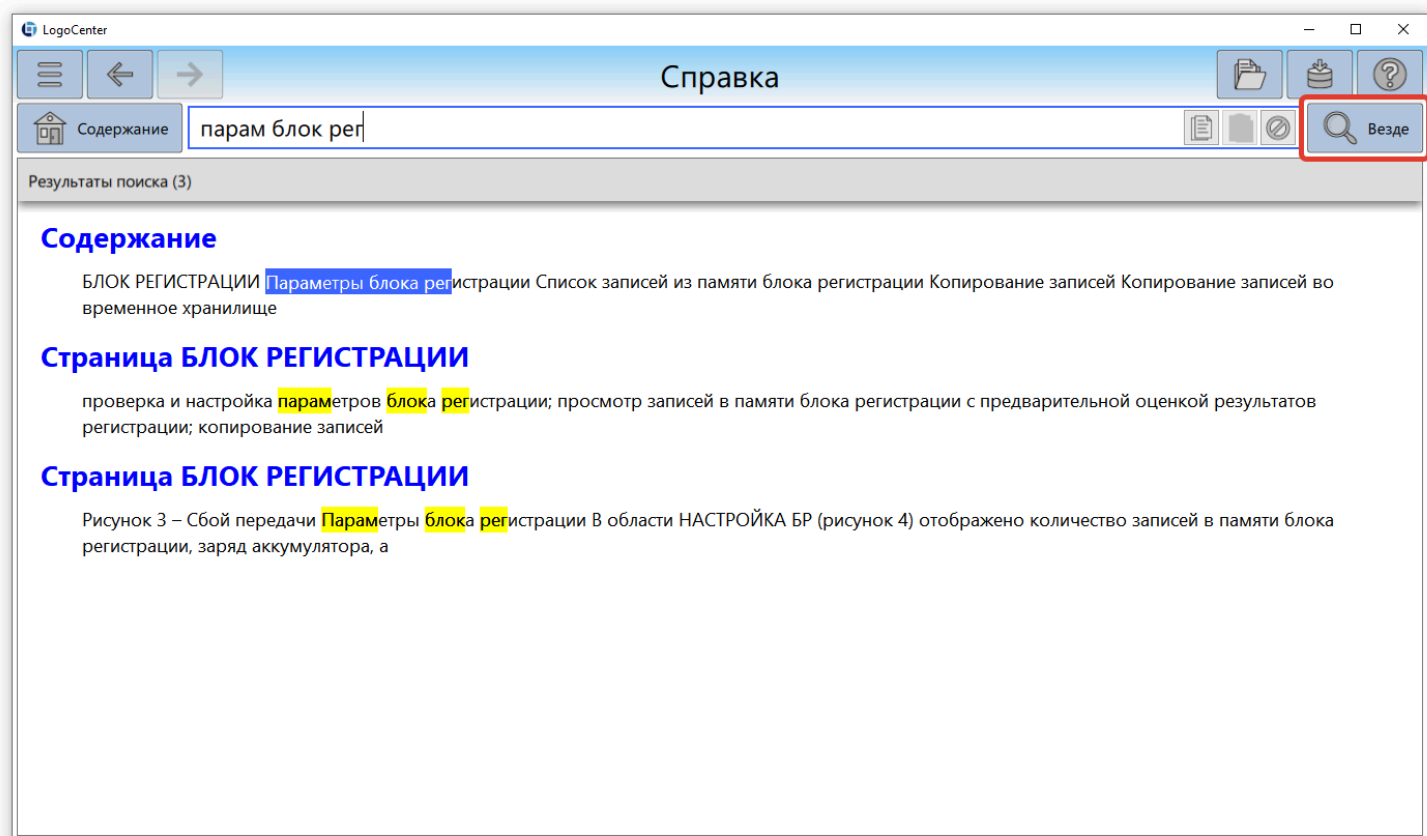 LogoCenter
Справка
Содержание
парам блок рег
Везде
Результаты поиска (3)
Содержание
БЛОК РЕГИСТРАЦИИ Параметры блока регистрации Список записей из памяти блока регистрации Копирование записей Копирование записей во
временное хранилище
Страница БЛОК РЕГИСТРАЦИИ
проверка и настройка параметров блока регистрации; просмотр записей в памяти блока регистрации с предварительной оценкой результатов
регистрации; копирование записей
Страница БЛОК РЕГИСТРАЦИИ
Рисунок 3 – Сбой передачи Параметры блока регистрации В области НАСТРОЙКА БР (рисунок 4) отображено количество записей в памяти блока
регистрации, заряд аккумулятора, а